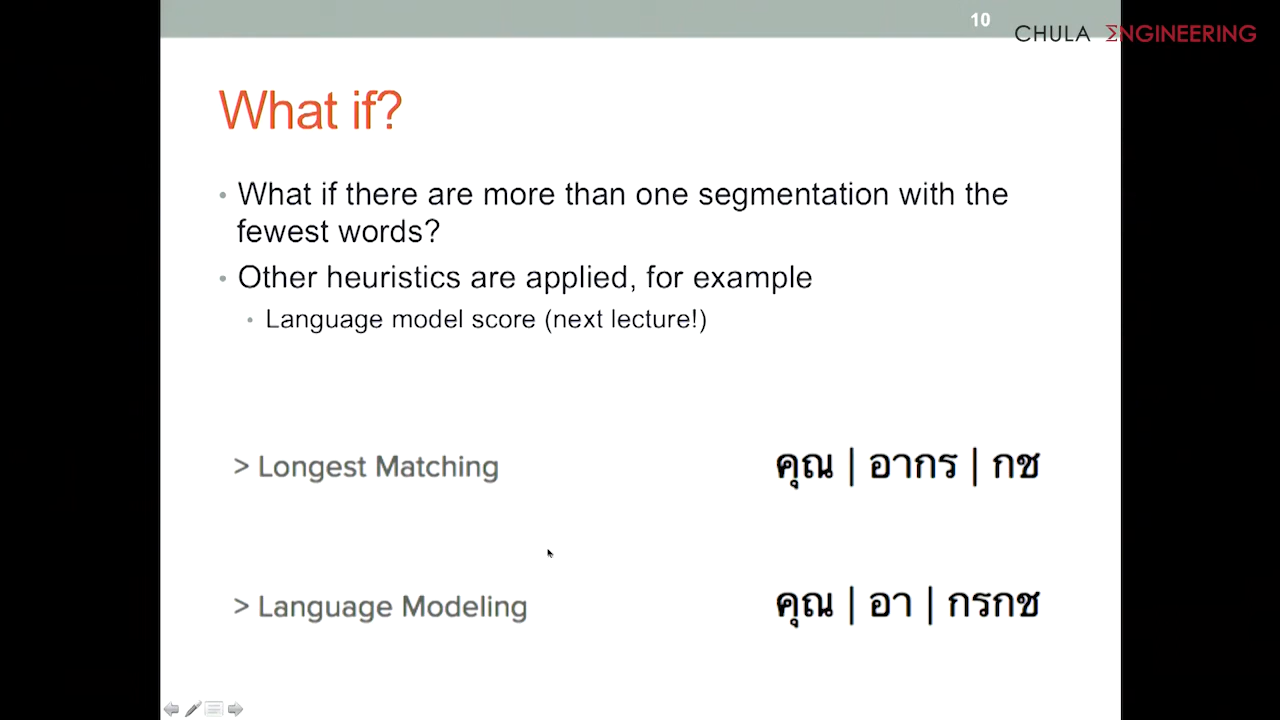 10
CHULA ΣNGINEERING
What if?
• What if there are more than one segmentation with the
fewest words?
• Other heuristics are applied, for example
• Language model score (next lecture!)
> Longest Matching
คุณ | อากร | กช
> Language Modeling
คุณ | อา | กรกช